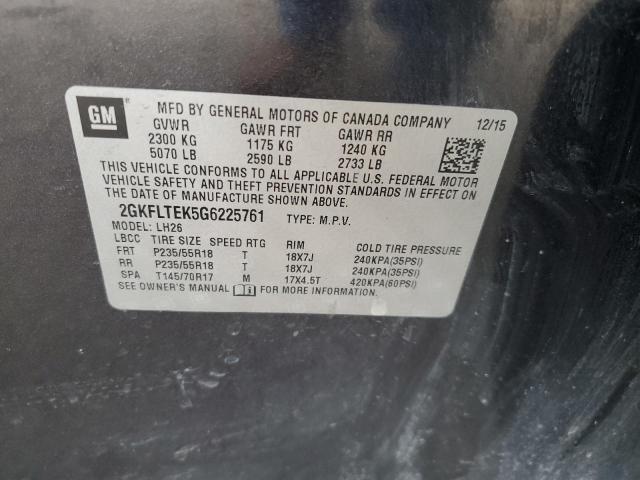 GM
MFD BY GENERAL MOTORS OF CANADA COMPANY
12/15
GVWR GAWR FRT GAWR RR
2300 KG 1175 KG 1240 KG
5070 LB 2590 LB 2733 LB
THIS VEHICLE CONFORMS TO ALL APPLICABLE U.S. FEDERAL MOTOR
VEHICLE SAFETY AND THEFT PREVENTION STANDARDS IN EFFECT ON
THE DATE OF MANUFACTURE SHOWN ABOVE.
2GKFLTEK5G6225761 TYPE: M.P.V.
MODEL: LH26
LBCC TIRE SIZE SPEED RTG RIM COLD TIRE PRESSURE
FRT P235/55R18 T 18X7J 240KPA(35PSI)
RR P235/55R18 T 18X7J 240KPA(35PSI)
SPA T145/70R17 M 17X4.5T 420KPA(60PSI)
SEE OWNER'S MANUAL FOR MORE INFORMATION.